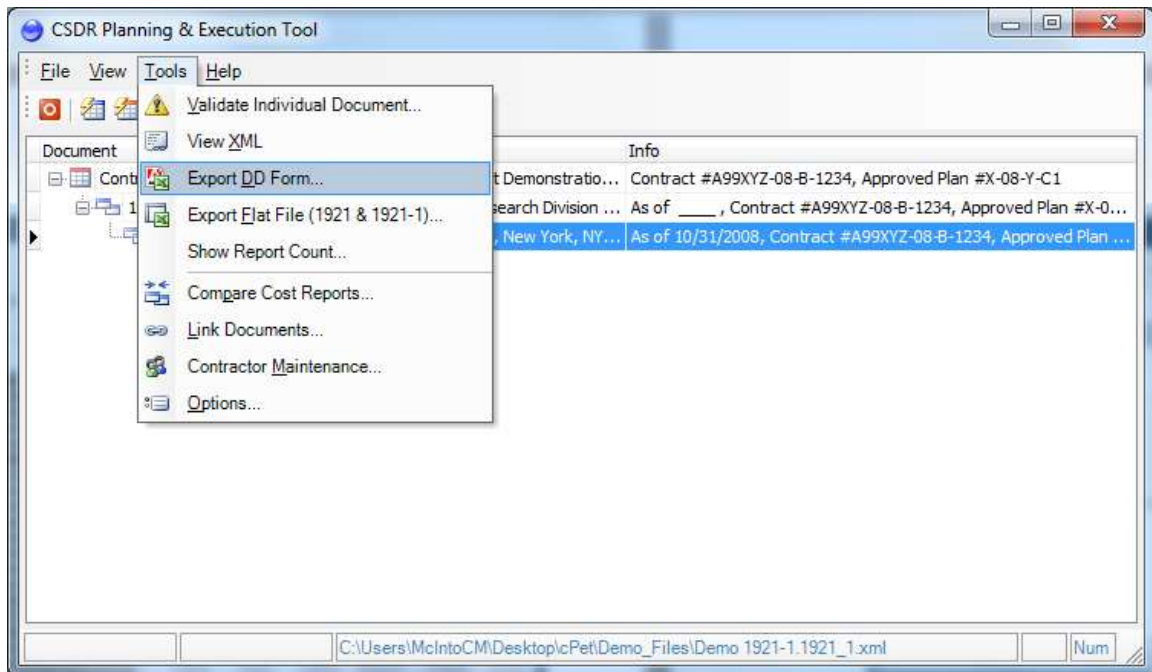 CSDR Planning & Execution Tool
File View Tools Help
Validate Individual Document...
View XML
Export DD Form...
Export Flat File (1921 & 1921-1)...
Show Report Count...
Compare Cost Reports...
Link Documents...
Contractor Maintenance...
Options...
Document Info
Contr t Demonstratio... Contract #A99XYZ-08-B-1234, Approved Plan #X-08-Y-C1
1 search Division ... As of ____ , Contract #A99XYZ-08-B-1234, Approved Plan #X-0...
, New York, NY... As of 10/31/2008, Contract #A99XYZ-08-B-1234, Approved Plan ...
C:\Users\McIntoCM\Desktop\cPet\Demo_Files\Demo 1921-1.1921_1.xml Num